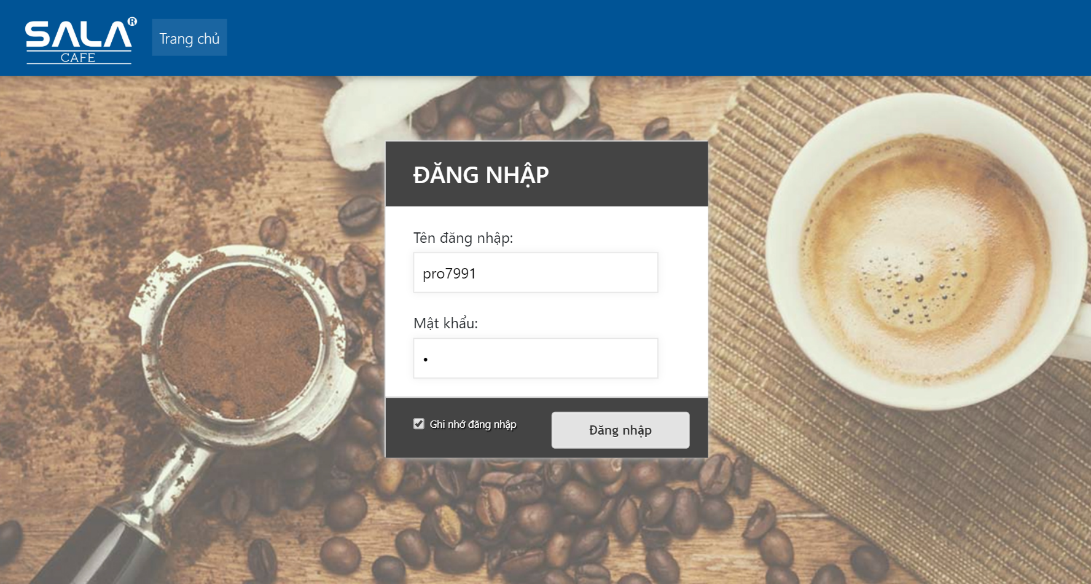 SALA®
CAFE
Trang chủ
ĐĂNG NHẬP
Tên đăng nhập:
pro7991
Mật khẩu:
•
Ghi nhớ đăng nhập
Đăng nhập